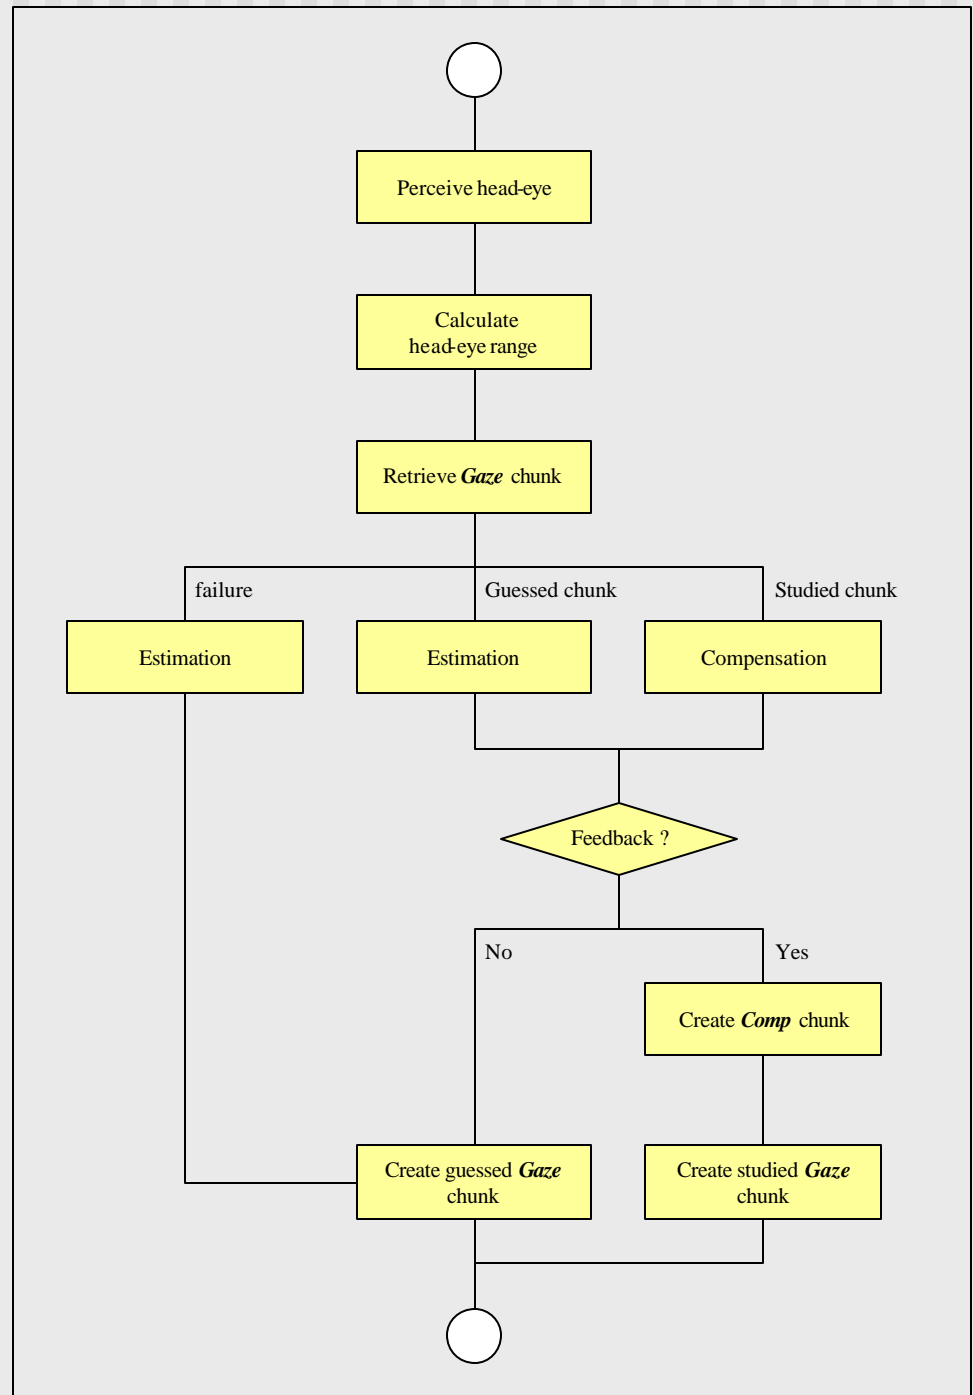 Perceive head-eye
Calculate
head-eye range
Retrieve Gaze chunk
failure
Guessed chunk
Studied chunk
Estimation
Estimation
Compensation
Feedback ?
No
Yes
Create Comp chunk
Create guessed Gaze
chunk
Create studied Gaze
chunk